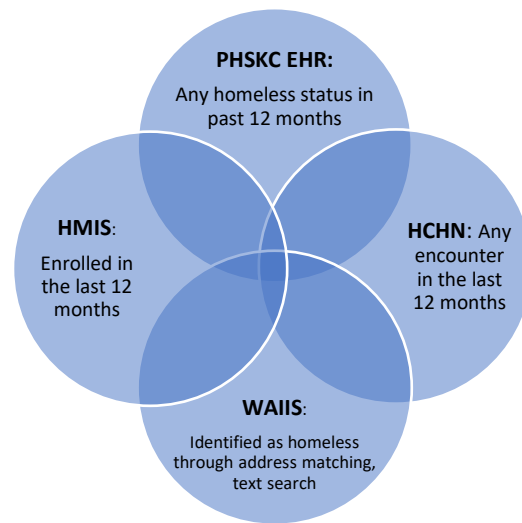 PHSKC EHR:
Any homeless status in
past 12 months
HMIS:
Enrolled in
the last 12
months
HCHN: Any
encounter
in the last
12 months
WAIIS:
Identified as homeless
through address matching,
text search